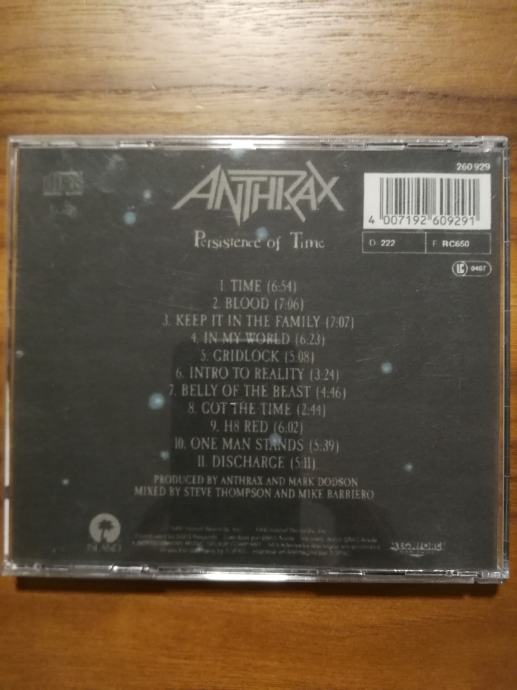 260 929
ANTHRAX
4 007192 609291
Persistence of Time
D: 222 F: RC650
LC 0407
1. TIME (6:54)
2. BLOOD (7:06)
3. KEEP IT IN THE FAMILY (7:07)
4. IN MY WORLD (6:23)
5. GRIDLOCK (5:08)
6. INTRO TO REALITY (3:24)
7. BELLY OF THE BEAST (4:46)
8. GOT THE TIME (2:44)
9. H8 RED (6:02)
10. ONE MAN STANDS (5:39)
11. DISCHARGE (5:11)
PRODUCED BY ANTHRAX AND MARK DODSON
MIXED BY STEVE THOMPSON AND MIKE BARBIERO
ISLAND
MEGAFORCE